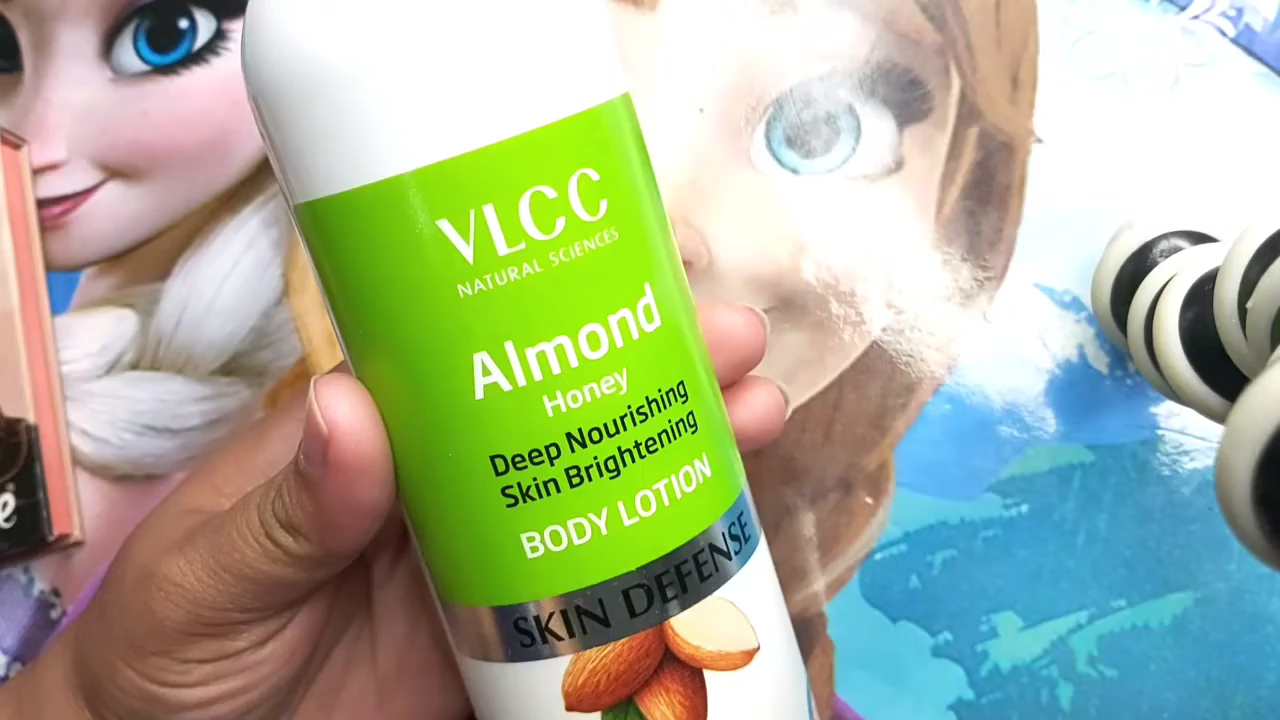 VLCC
NATURAL SCIENCES
Almond
Honey
Deep Nourishing
Skin Brightening
BODY LOTION
SKIN DEFENSE